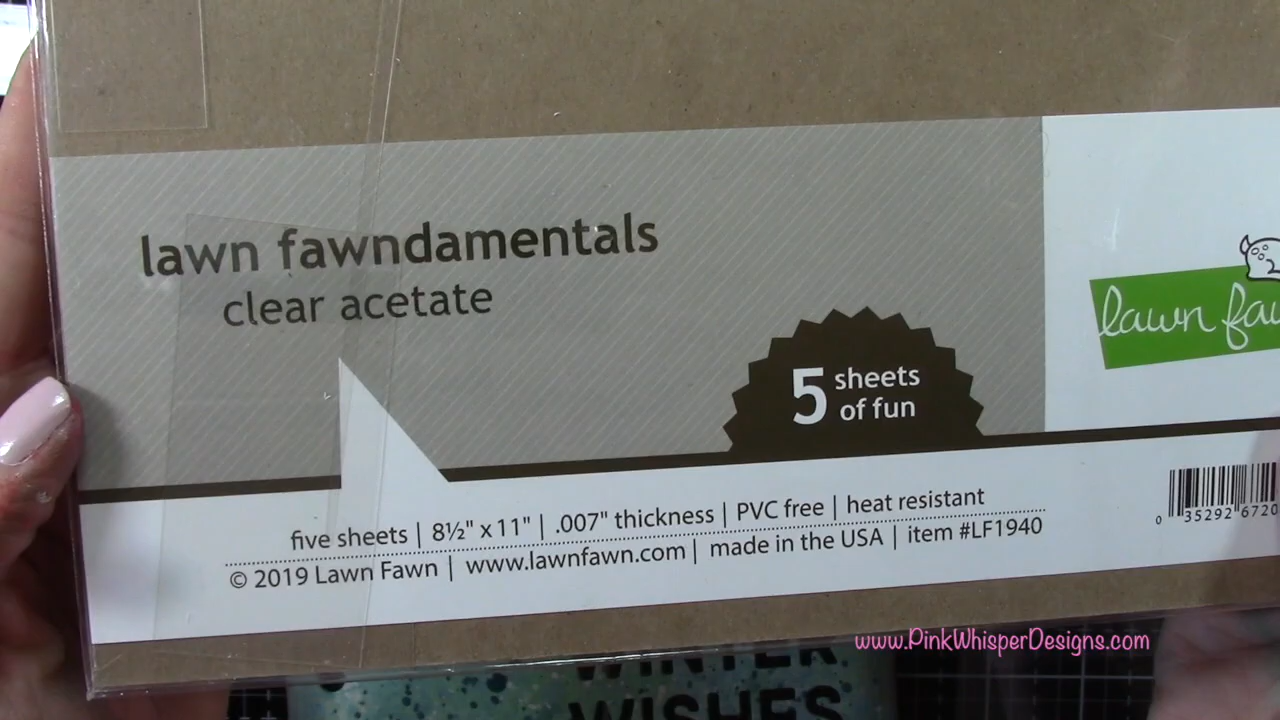 lawn fawndamentals
clear acetate
lawn
5 sheets
of fun
five sheets | 8½" x 11" | .007" thickness | PVC free | heat resistant
© 2019 Lawn Fawn | www.lawnfawn.com | made in the USA | item #LF1940
0 35292 6720
www.PinkWhisperDesigns.com
WINTER
WISHES